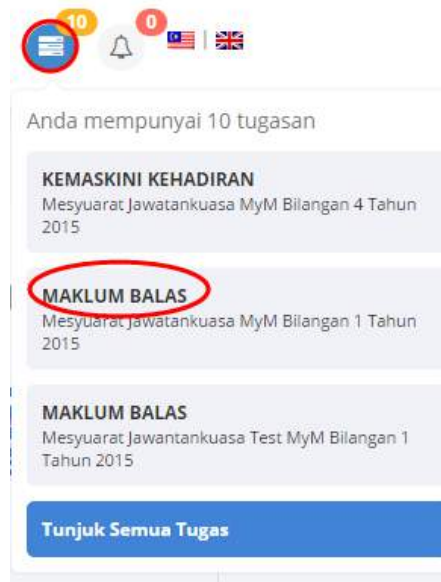 10
0
|
Anda mempunyai 10 tugasan
KEMASKINI KEHADIRAN
Mesyuarat Jawatankuasa MyM Bilangan 4 Tahun
2015
MAKLUM BALAS
Mesyuarat Jawatankuasa MyM Bilangan 1 Tahun
2015
MAKLUM BALAS
Mesyuarat Jawantankuasa Test MyM Bilangan 1
Tahun 2015
Tunjuk Semua Tugas